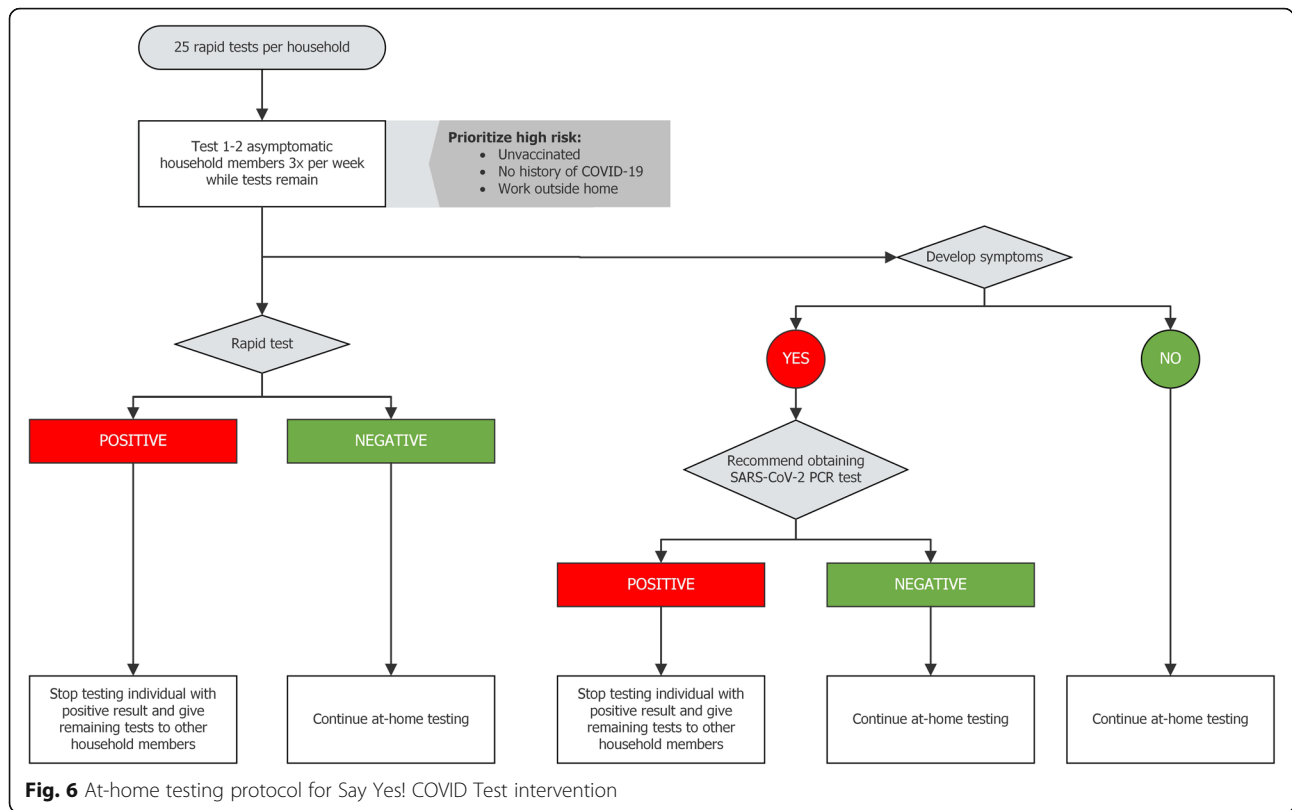 25 rapid tests per household
Test 1-2 asymptomatic
household members 3x per week
while tests remain
Prioritize high risk:
• Unvaccinated
• No history of COVID-19
• Work outside home
Develop symptoms
Rapid test
YES
NO
POSITIVE
NEGATIVE
Recommend obtaining
SARS-CoV-2 PCR test
POSITIVE
NEGATIVE
Stop testing individual with
positive result and give
remaining tests to other
household members
Continue at-home testing
Stop testing individual with
positive result and give
remaining tests to other
household members
Continue at-home testing
Continue at-home testing
Fig. 6 At-home testing protocol for Say Yes! COVID Test intervention